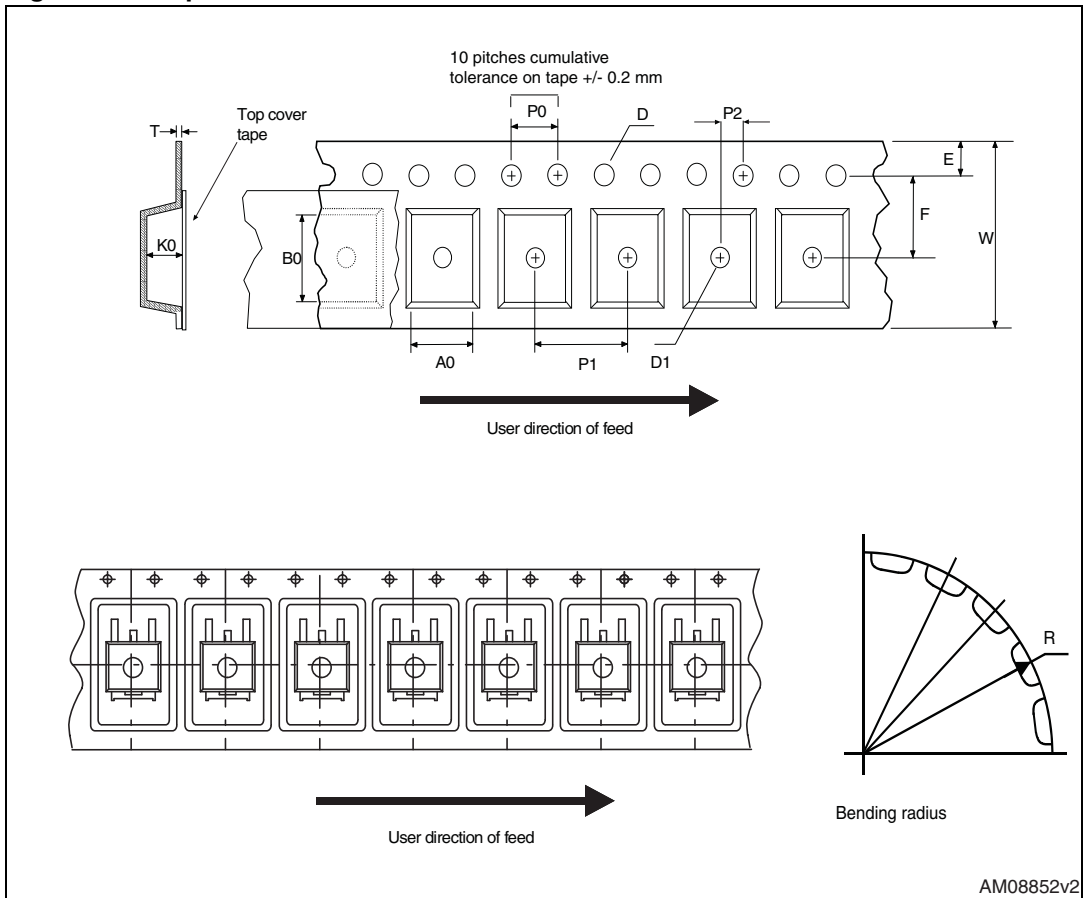 10 pitches cumulative
tolerance on tape +/- 0.2 mm
Top cover
tape
T
P0
D
P2
E
F
W
K0
B0
A0
P1
D1
User direction of feed
R
Bending radius
User direction of feed
AM08852v2